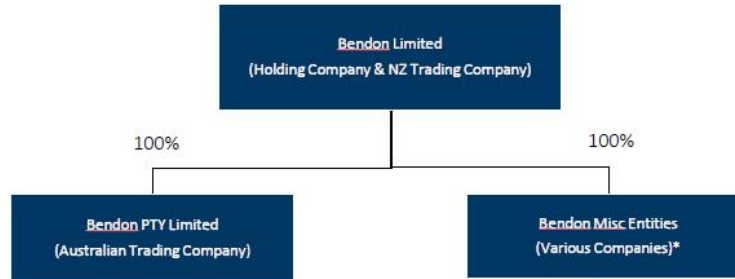 Bendon Limited
(Holding Company & NZ Trading Company)
100%
100%
Bendon PTY Limited
(Australian Trading Company)
Bendon Misc Entities
(Various Companies)*